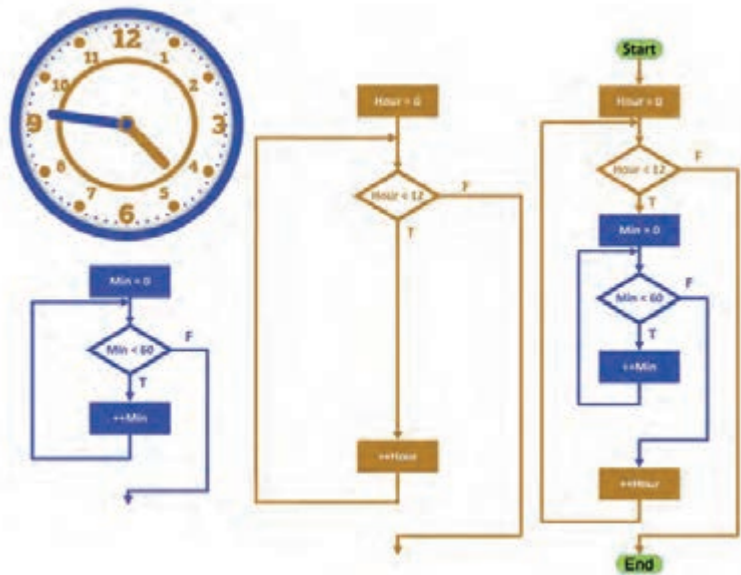 12
11
1
10
2
9
3
8
4
7
5
6
Min = 0
Min < 60
F
T
++Min
Hour = 0
Hour < 12
F
T
++Hour
Start
Hour = 0
Hour < 12
F
T
Min = 0
Min < 60
F
T
++Min
++Hour
End